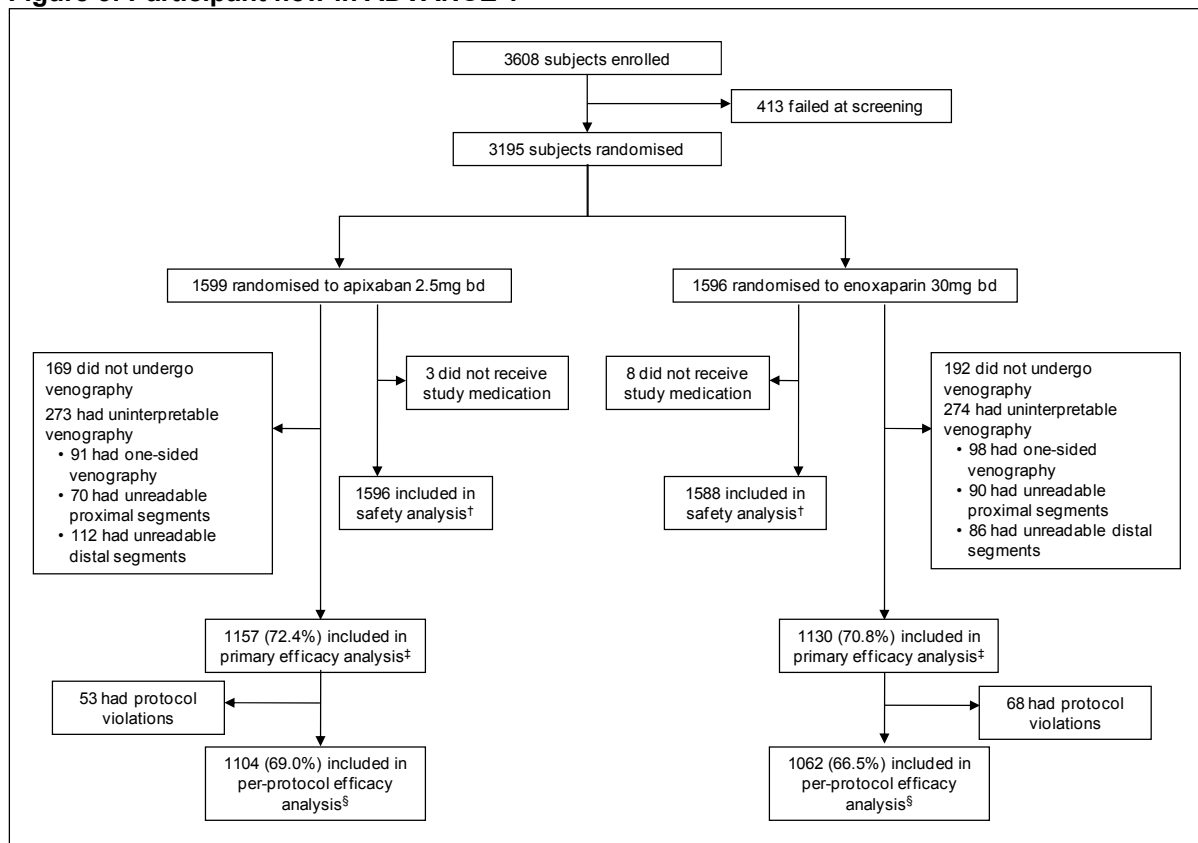 Figure Participant flow in ADVANCE
3608 subjects enrolled
413 failed at screening
3195 subjects randomised
1599 randomised to apixaban 2.5mg bd
1596 randomised to enoxaparin 30mg bd
169 did not undergo
venography
273 had uninterpretable
venography
• 91 had one-sided
venography
• 70 had unreadable
proximal segments
• 112 had unreadable
distal segments
3 did not receive
study medication
8 did not receive
study medication
192 did not undergo
venography
274 had uninterpretable
venography
• 98 had one-sided
venography
• 90 had unreadable
proximal segments
• 86 had unreadable distal
segments
1596 included in
safety analysis†
1588 included in
safety analysis†
1157 (72.4%) included in
primary efficacy analysis‡
1130 (70.8%) included in
primary efficacy analysis‡
53 had protocol
violations
68 had protocol
violations
1104 (69.0%) included in
per-protocol efficacy
analysis§
1062 (66.5%) included in
per-protocol efficacy
analysis§